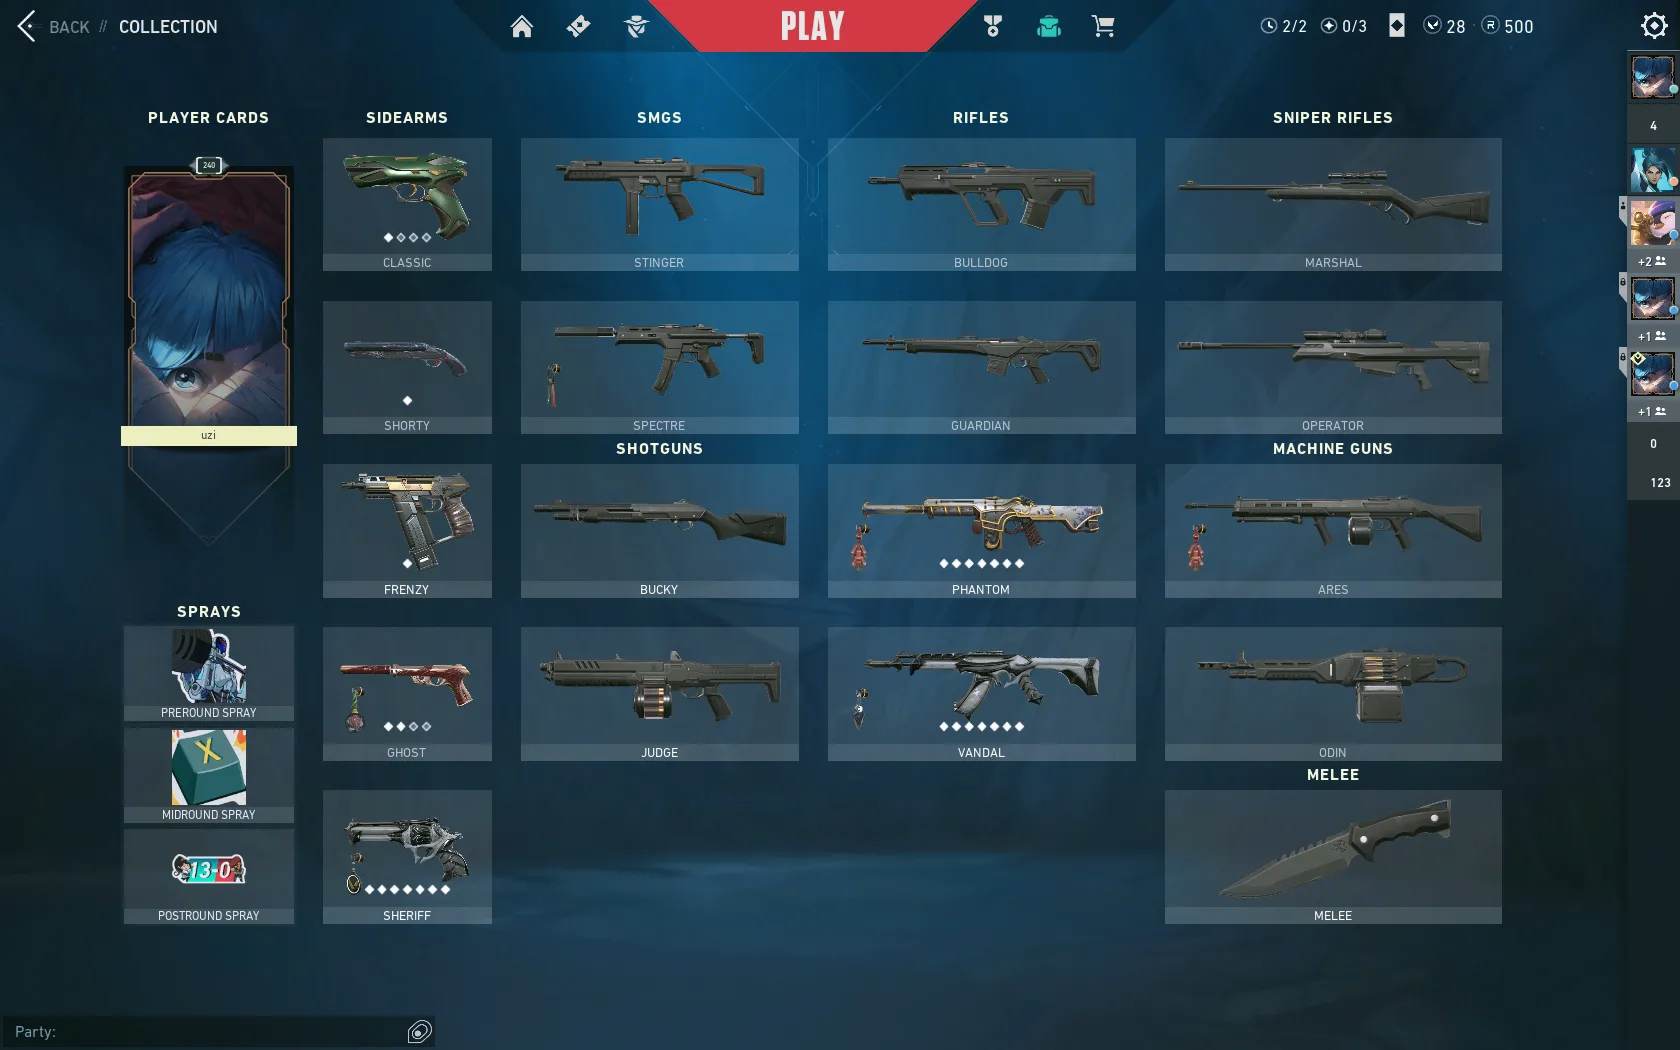 BACK // COLLECTION
PLAY
2/2 0/3 28 500
PLAYER CARDS
240
uzi
SPRAYS
PREROUND SPRAY
X
MIDROUND SPRAY
13-0
POSTROUND SPRAY
SIDEARMS
CLASSIC
SHORTY
FRENZY
GHOST
SHERIFF
SMGS
STINGER
SPECTRE
SHOTGUNS
BUCKY
JUDGE
RIFLES
BULLDOG
GUARDIAN
PHANTOM
VANDAL
SNIPER RIFLES
MARSHAL
OPERATOR
MACHINE GUNS
ARES
ODIN
MELEE
MELEE
4
+2
+1
+1
0
123
Party: